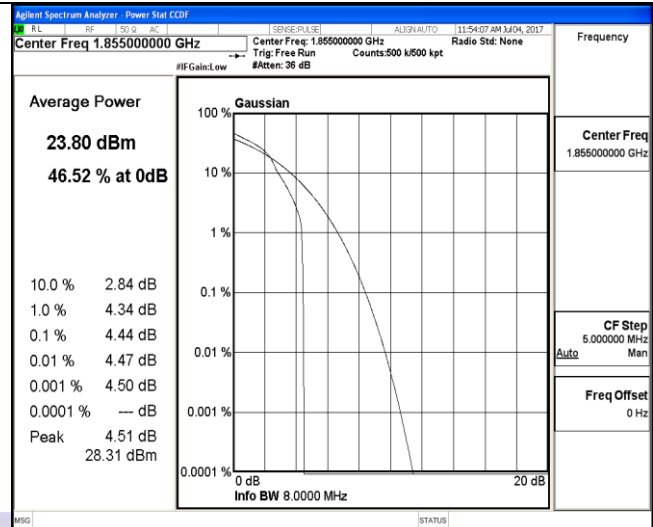 Agilent Spectrum Analyzer - Power Stat CCDF
RL RF 50 Ω AC SENSE:PULSE ALIGN AUTO 11:54:07 AM Jul 04, 2017
Center Freq 1.855000000 GHz
Center Freq: 1.855000000 GHz Radio Std: None
Trig: Free Run Counts:500 k/500 kpt
#IFGain:Low #Atten: 36 dB
Frequency
Average Power
23.80 dBm
46.52 % at 0dB
10.0 % 2.84 dB
1.0 % 4.34 dB
0.1 % 4.44 dB
0.01 % 4.47 dB
0.001 % 4.50 dB
0.0001 % --- dB
Peak 4.51 dB
28.31 dBm
Gaussian
100 %
10 %
1 %
0.1 %
0.01 %
0.001 %
0.0001 %
0 dB 20 dB
Info BW 8.0000 MHz
Center Freq
1.855000000 GHz
CF Step
5.000000 MHz
Auto Man
Freq Offset
0 Hz
MSG STATUS